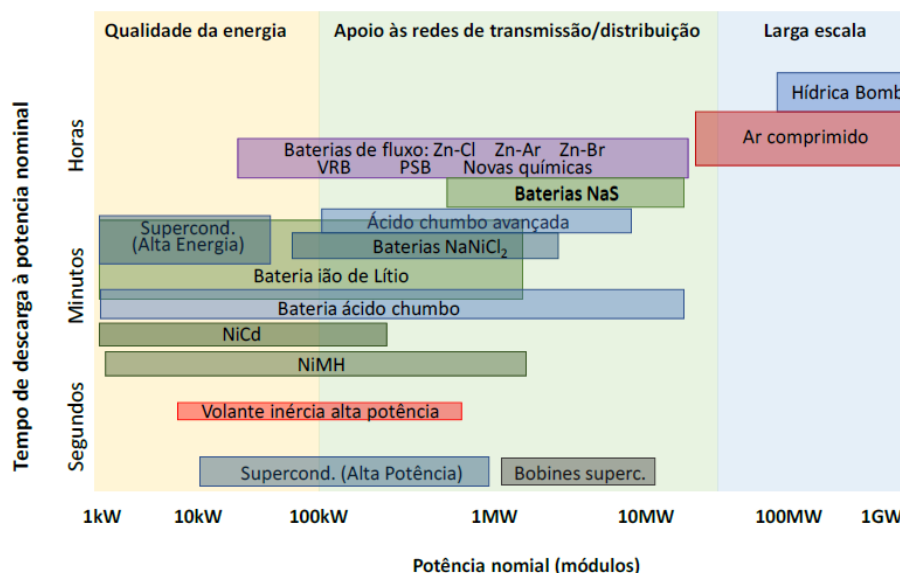 Qualidade da energia
Apoio às redes de transmissão/distribuição
Larga escala
Tempo de descarga à potencia nominal
Horas
Minutos
Segundos
Hídrica Bomb
Ar comprimido
Baterias de fluxo: Zn-Cl Zn-Ar Zn-Br
VRB PSB Novas químicas
Baterias NaS
Ácido chumbo avançada
Supercond.
(Alta Energia)
Baterias NaNiCl₂
Bateria ião de Lítio
Bateria ácido chumbo
NiCd
NiMH
Volante inércia alta potência
Supercond. (Alta Potência)
Bobines superc.
1kW 10kW 100kW 1MW 10MW 100MW 1GW
Potência nomial (módulos)